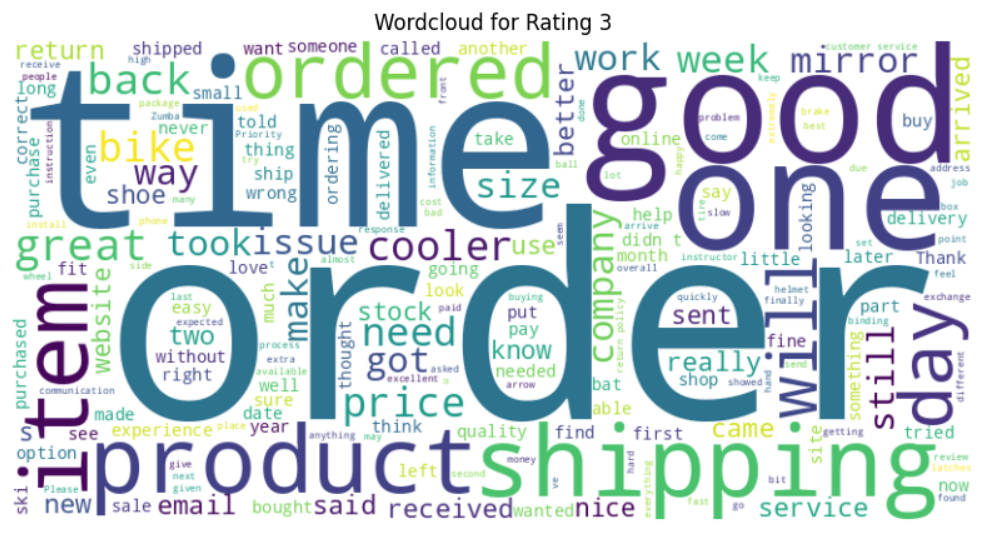 Wordcloud for Rating 3
return
shipped
small
want
someone
called
another
customer service
work
week
mirror
long
high
back
ordered
receive
people
correct
time
good
one
order
bike
never
package
Zumba
used
Priority
told
thing
try
ship
wrong
many
phone
install
instruction
even
way
shoe
purchase
ordering
delivered
information
cost
bad
front
take
size
better
done
ball
online
lot
happy
keep
problem
come
extremely
brake
best
buy
arrived
due
address
job
box
point
feel
say
slow
tire
looking
delivery
great
took
issue
response
cooler
use
seen
company
help
arrive
didn t
month
overall
instructor
little
set
later
Thank
wheel
fit
side
love
t
almost
going
look
make
item
website
last
easy
expected
two
without
right
process
extra
available
much
stock
paid
need
got
asked
excellent
arrow
thought
buying
put
pay
know
needed
return policy
sent
quickly
helmet
finally
really
shop
showed
send
hand
will
fine
part
binding
something
still
day
exchange
different
purchased
communication
well
sure
made
date
price
bat
able
s
see
experience
place
year
think
quality
find
first
came
site
getting
tried
option
product
anything
may
shipping
review
latches
ski
Please
give
next
given
left
second
money
ve
hard
everything
bit
now
found
new
sale
email
bought
said
received
wanted
nice
fast
go
service